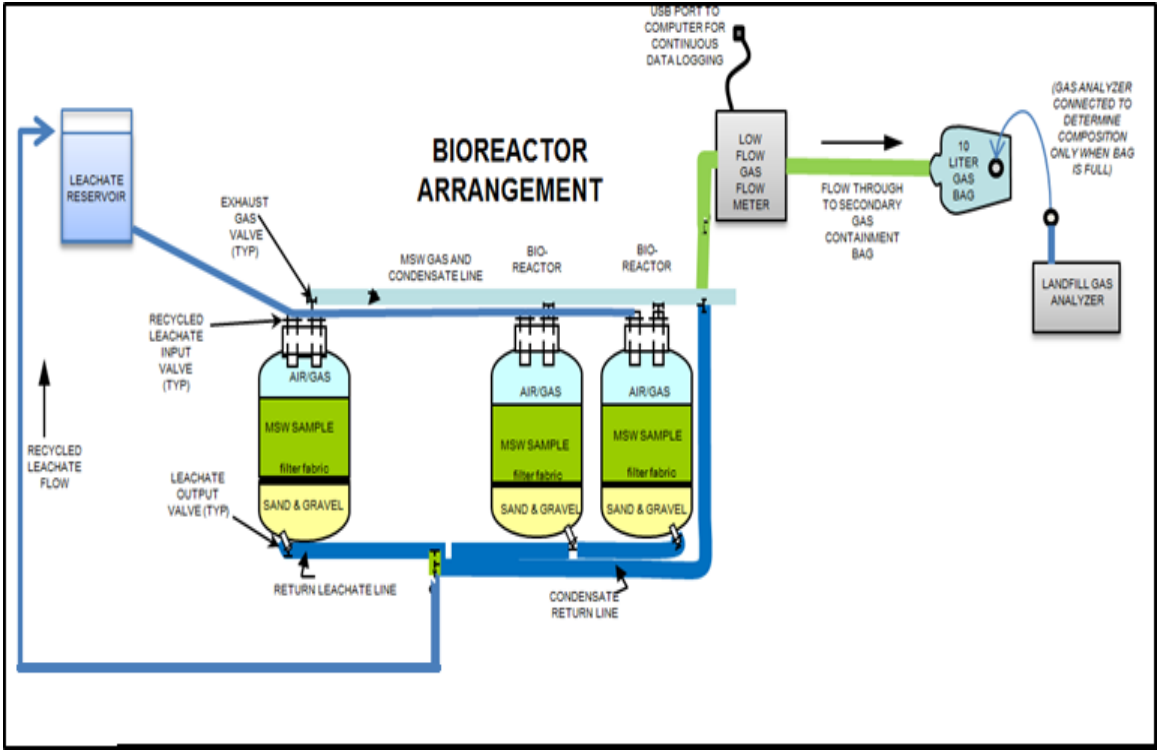 USB PORT TO
COMPUTER FOR
CONTINUOUS
DATA LOGGING
(GAS ANALYZER
CONNECTED TO
DETERMINE
COMPOSITION
ONLY WHEN BAG
IS FULL)
LEACHATE
RESERVOIR
BIOREACTOR
ARRANGEMENT
LOW
FLOW
GAS
FLOW
METER
10
LITER
GAS
BAG
FLOW THROUGH
TO SECONDARY
GAS
CONTAINMENT
BAG
EXHAUST
GAS
VALVE
(TYP)
MSW GAS AND
CONDENSATE LINE
BIO-
REACTOR
BIO-
REACTOR
LANDFILL GAS
ANALYZER
RECYCLED
LEACHATE
INPUT
VALVE
(TYP)
AIR/GAS
MSW SAMPLE
filter fabric
SAND & GRAVEL
AIR/GAS
MSW SAMPLE
filter fabric
SAND & GRAVEL
AIR/GAS
MSW SAMPLE
filter fabric
SAND & GRAVEL
RECYCLED
LEACHATE
FLOW
LEACHATE
OUTPUT
VALVE (TYP)
RETURN LEACHATE LINE
CONDENSATE
RETURN LINE